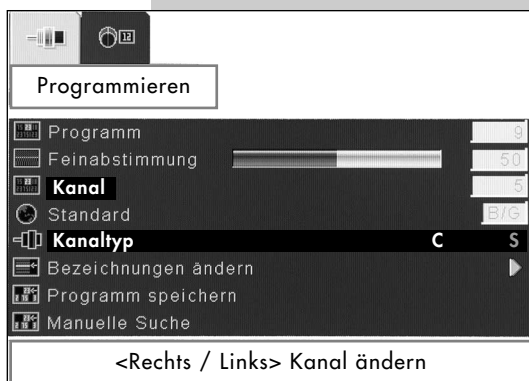 Programmieren
Programm 9
Feinabstimmung 50
Kanal 5
Standard B/G
Kanaltyp C S
Bezeichnungen ändern
Programm speichern
Manuelle Suche
<Rechts / Links> Kanal ändern